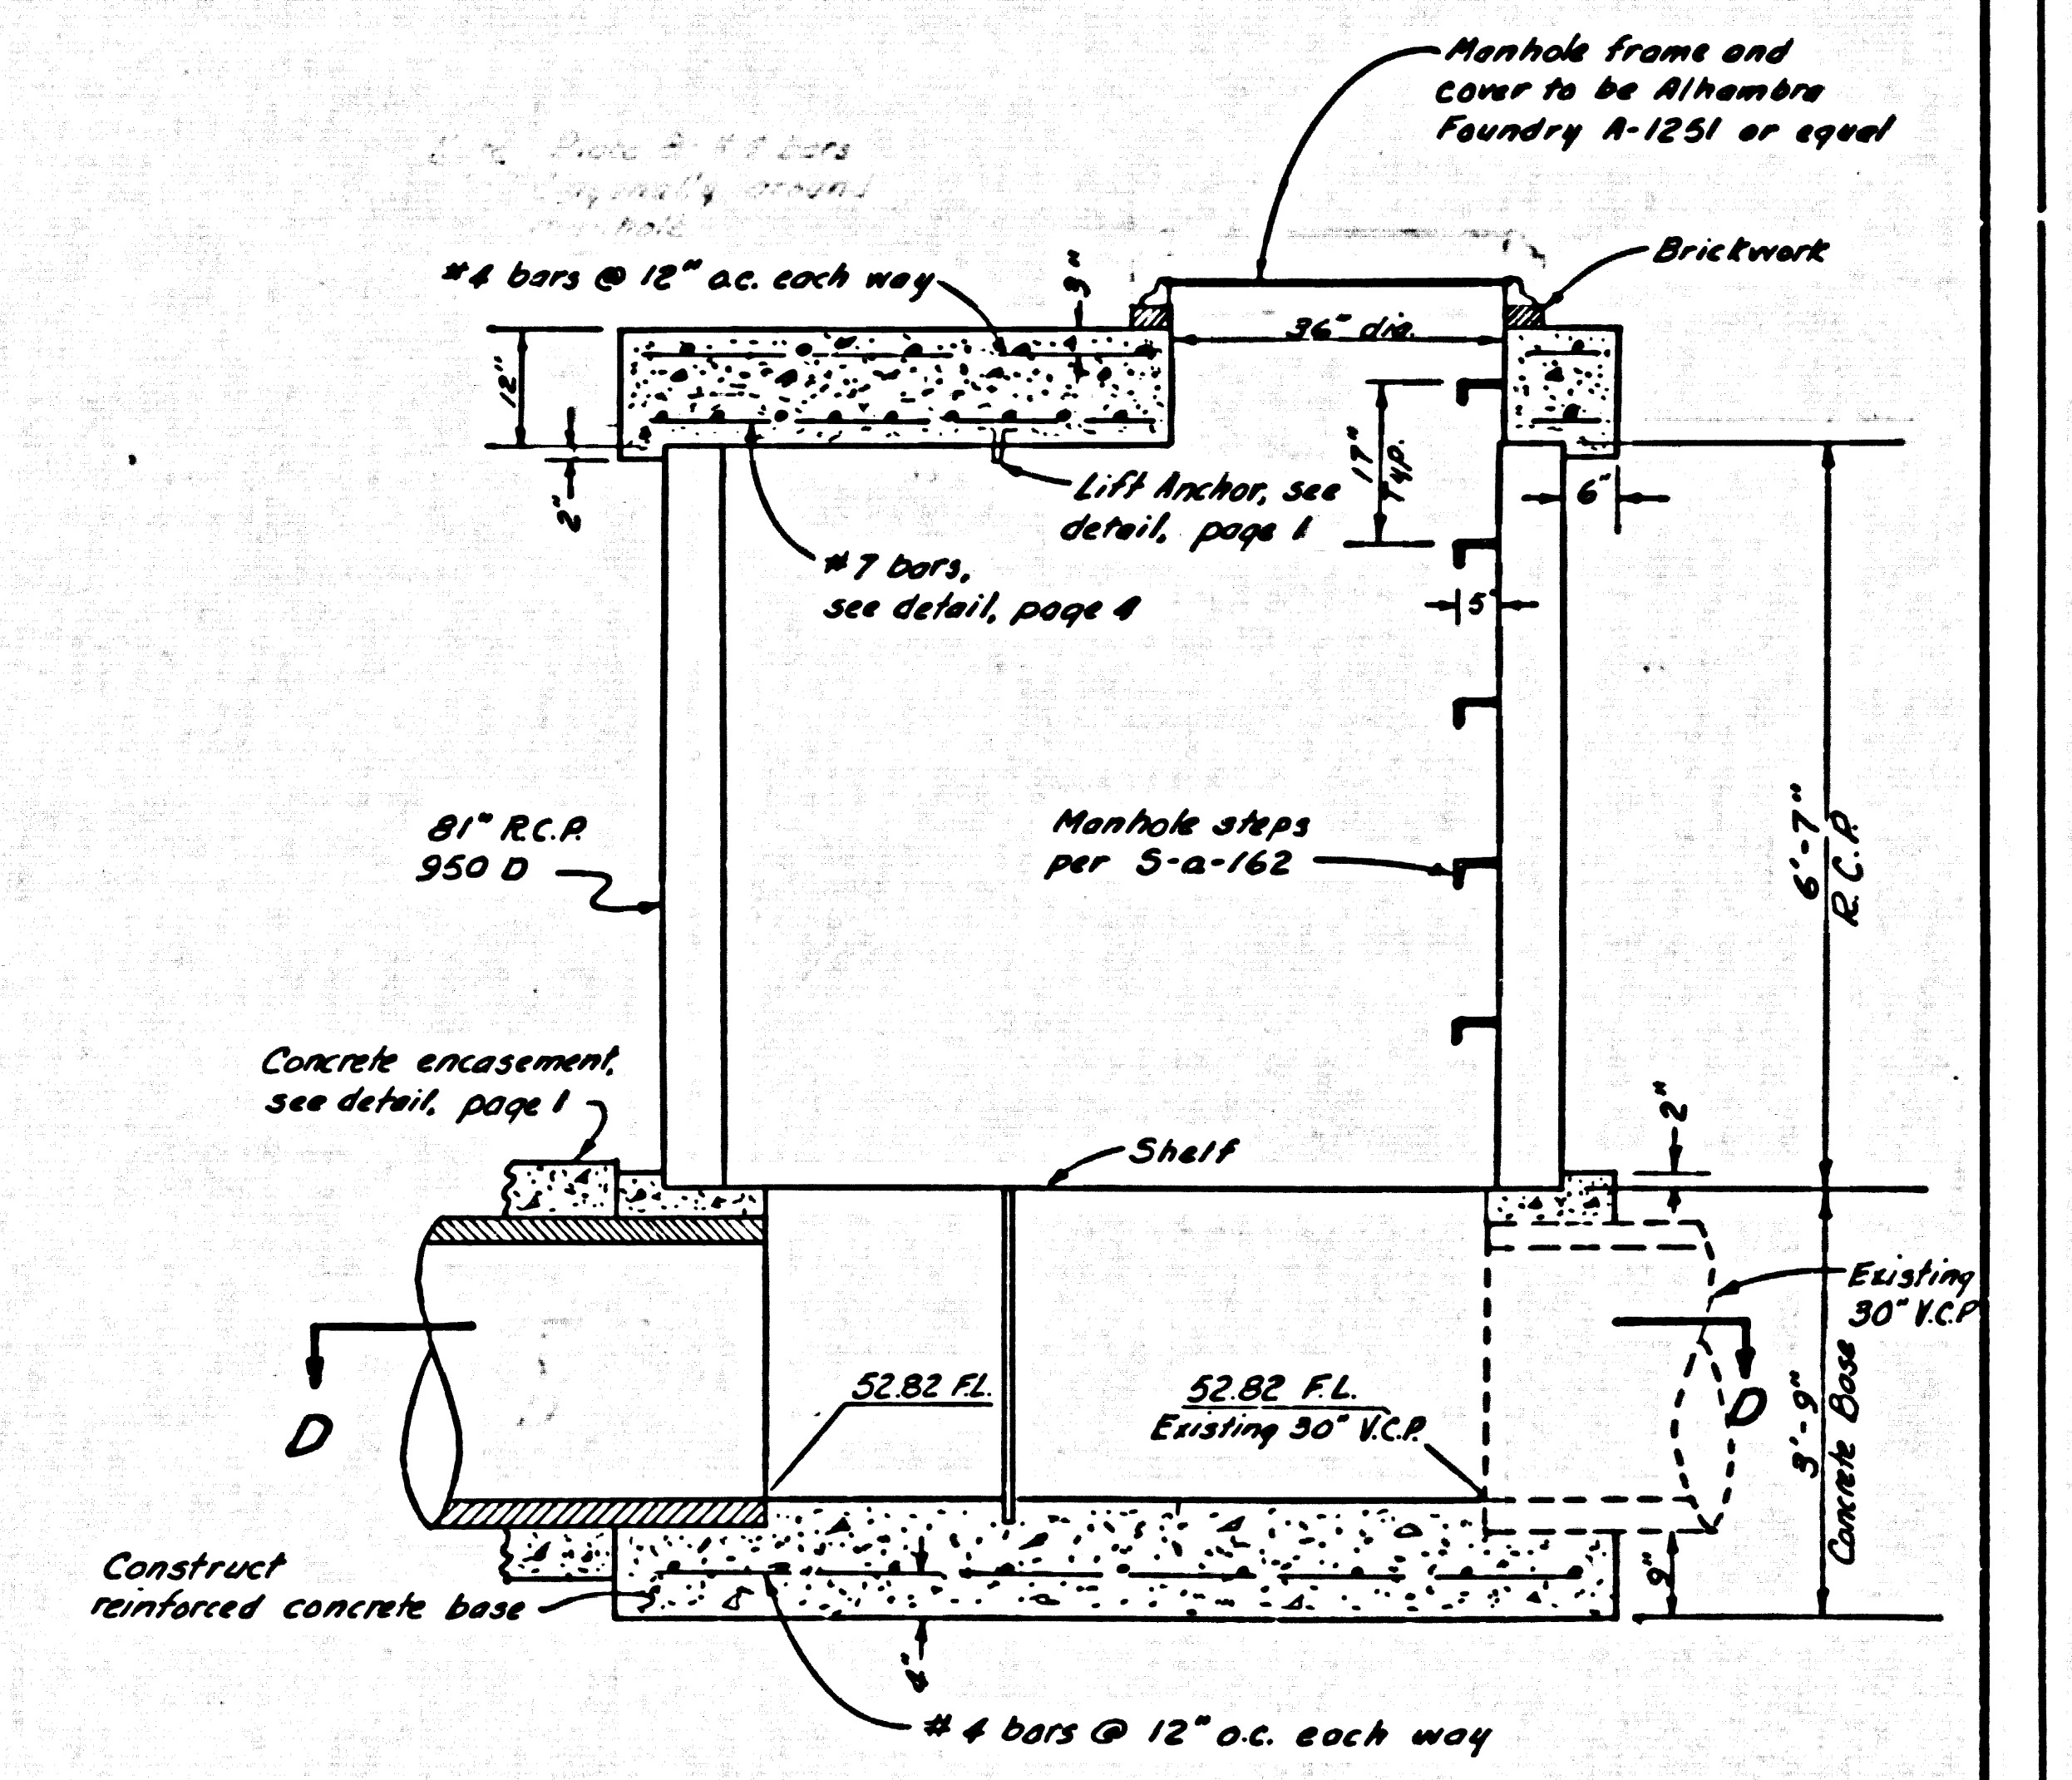 Manhole frame and
cover to be Alhambra
Foundry A-1251 or equal
bars
around
hole
Brickwork
#4 bars @ 12" o.c. each way
3"
36" dia.
12"
2"
17"
Typ.
Lift Anchor, see
detail, page 1
6"
#7 bars,
see detail, page 4
5"
81" R.C.P.
950 D
Manhole steps
per S-a-162
6'-7"
R.C.P.
Concrete encasement,
see detail, page 1
2"
Shelf
Existing
30" V.C.P.
D
52.82 F.L.
52.82 F.L.
Existing 30" V.C.P.
D
3'-9"
Concrete Base
Construct
reinforced concrete base
9"
4"
#4 bars @ 12" o.c. each way